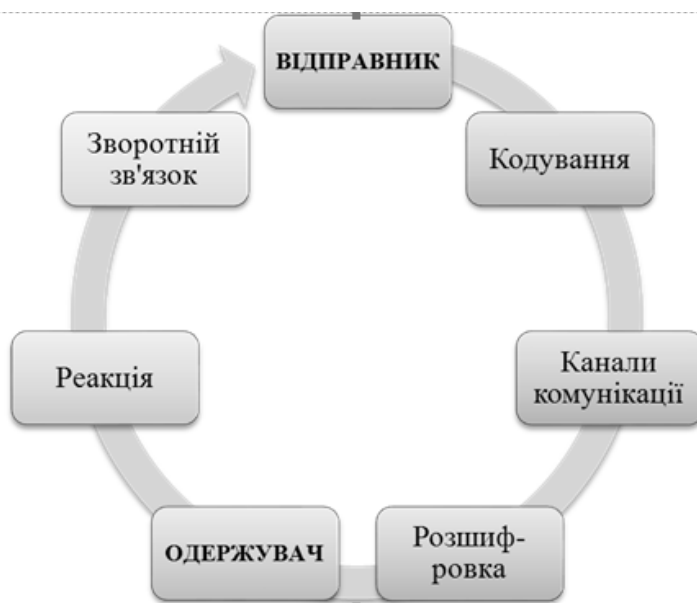 ВІДПРАВНИК
Кодування
Канали
комунікації
Розшиф-
ровка
ОДЕРЖУВАЧ
Реакція
Зворотній
зв'язок